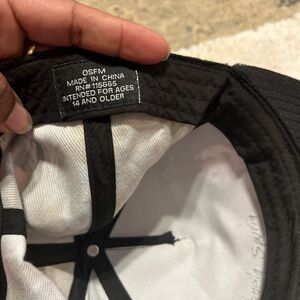 OSFM
MADE IN CHINA
RN# 115665
INTENDED FOR AGES
14 AND OLDER